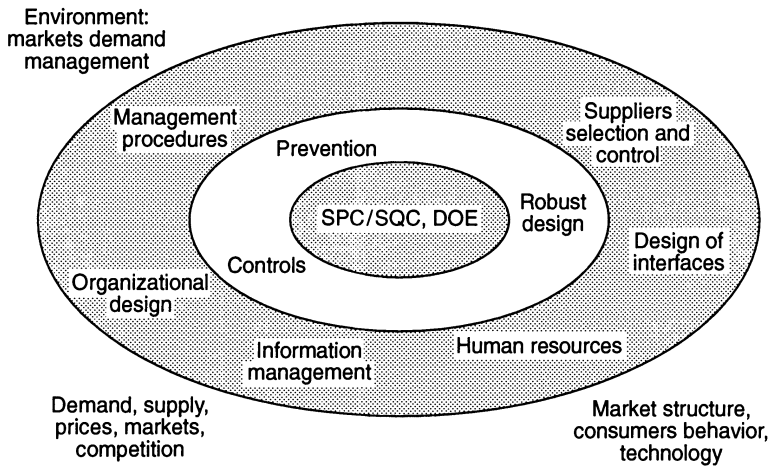 Environment:
markets demand
management
Management
procedures
Suppliers
selection and
control
Prevention
SPC/SQC, DOE
Robust
design
Design of
interfaces
Controls
Organizational
design
Information
management
Human resources
Demand, supply,
prices, markets,
competition
Market structure,
consumers behavior,
technology